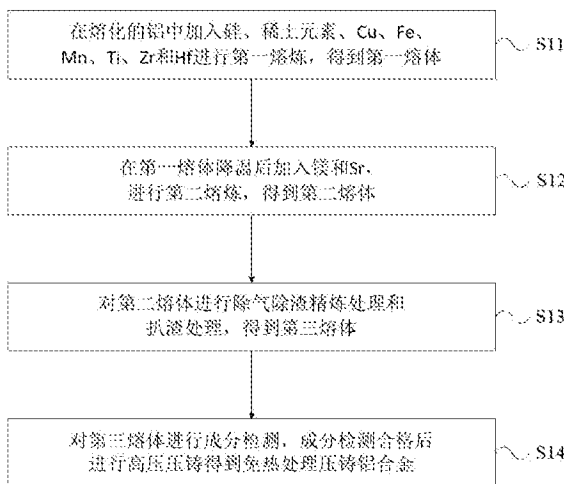 在熔化的铝中加入硅、稀土元素、Cu、Fe、
Mn、Ti、Zr和Hf进行第一熔炼，得到第一熔体
S11
在第一熔体降温后加入镁和Sr，
进行第二熔炼，得到第二熔体
S12
对第二熔体进行除气除渣精炼处理和
扒渣处理，得到第三熔体
S13
对第三熔体进行成分检测，成分检测合格后
进行高压压铸得到免热处理压铸铝合金
S14